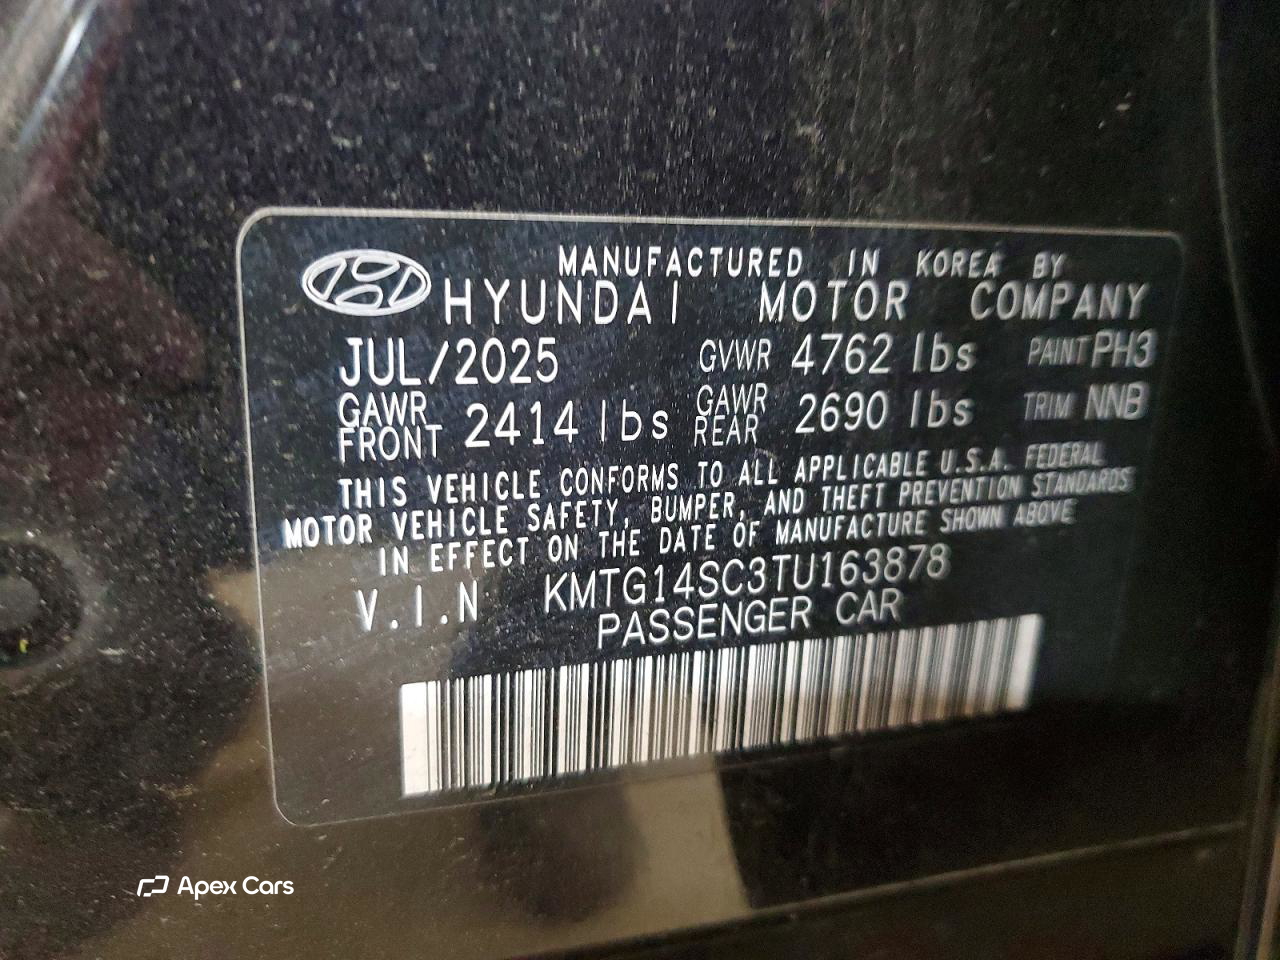 MANUFACTURED IN KOREA BY
HYUNDAI MOTOR COMPANY
JUL/2025 GVWR 4762 lbs PAINT PH3
GAWR FRONT 2414 lbs GAWR REAR 2690 lbs TRIM NNB
THIS VEHICLE CONFORMS TO ALL APPLICABLE U.S.A. FEDERAL
MOTOR VEHICLE SAFETY, BUMPER, AND THEFT PREVENTION STANDARDS
IN EFFECT ON THE DATE OF MANUFACTURE SHOWN ABOVE
V.I.N KMTG14SC3TU163878
PASSENGER CAR
Apex Cars